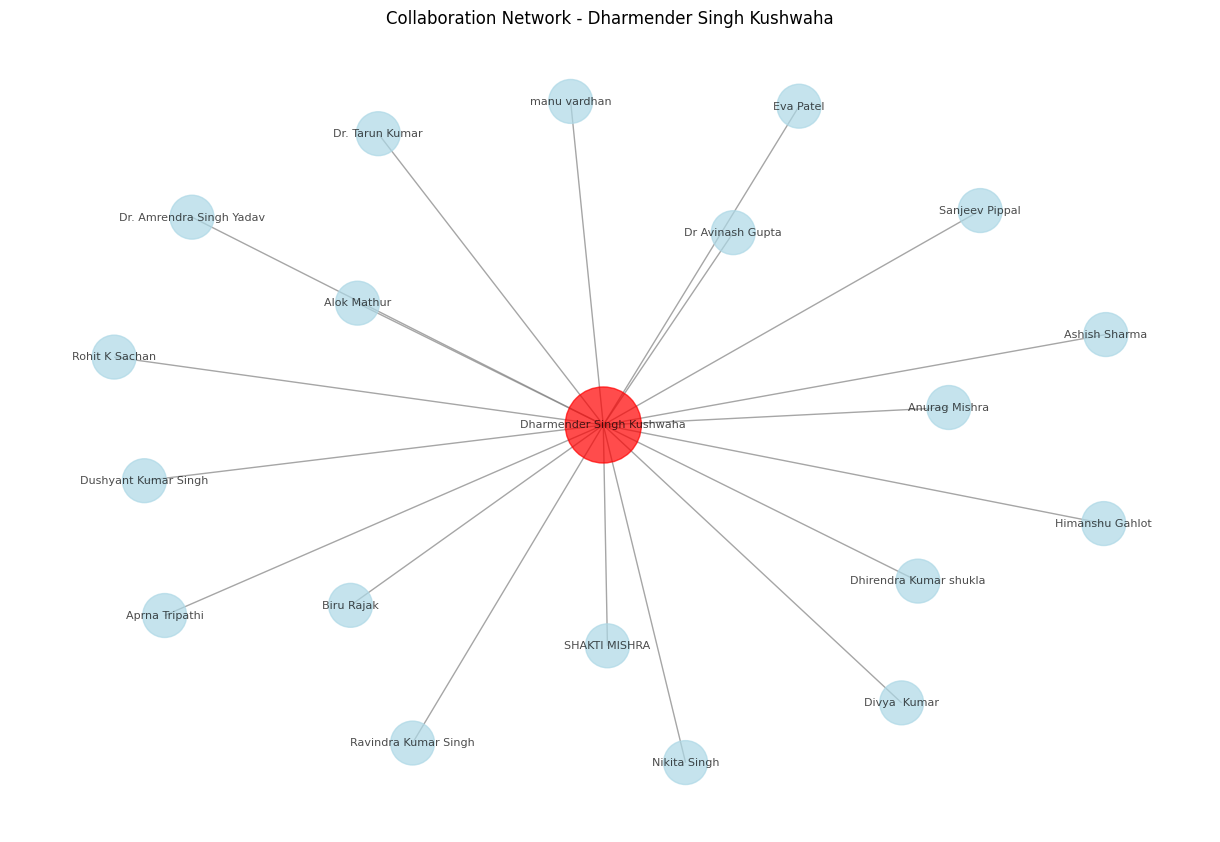 Collaboration Network - Dharmender Singh Kushwaha
manu vardhan
Eva Patel
Dr. Tarun Kumar
Sanjeev Pippal
Dr. Amrendra Singh Yadav
Dr Avinash Gupta
Alok Mathur
Ashish Sharma
Rohit K Sachan
Anurag Mishra
Dharmender Singh Kushwaha
Dushyant Kumar Singh
Himanshu Gahlot
Dhirendra Kumar shukla
Biru Rajak
Aprna Tripathi
SHAKTI MISHRA
Divya  Kumar
Ravindra Kumar Singh
Nikita Singh